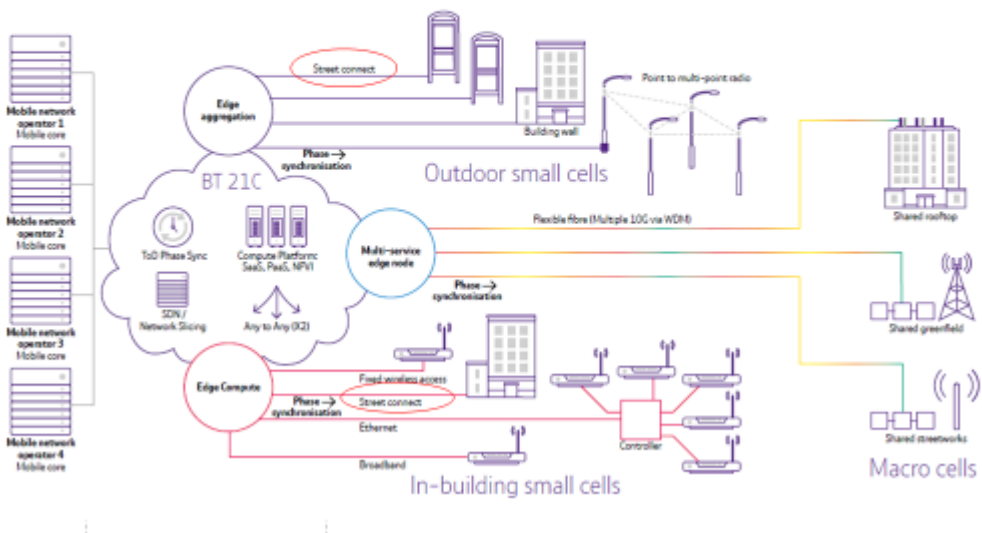 Mobile network
operator 1
Mobile core
Mobile network
operator 2
Mobile core
Mobile network
operator 3
Mobile core
Mobile network
operator 4
Mobile core
Edge
aggregation
Street connect
Building wall
Point to multi-point radio
Phase →
synchronisation
Outdoor small cells
BT 21C
ToD Phase Sync
Compute Platform:
SaaS, PaaS, NFVI
SDN /
Network Slicing
Any to Any (X2)
Multi-service
edge node
Flexible fibre (Multiple 10G via WDM)
Phase →
synchronisation
Shared rooftop
Shared greenfield
Shared streetworks
Macro cells
Edge Compute
Fixed wireless access
Phase →
synchronisation
Street connect
Ethernet
Broadband
Controller
In-building small cells